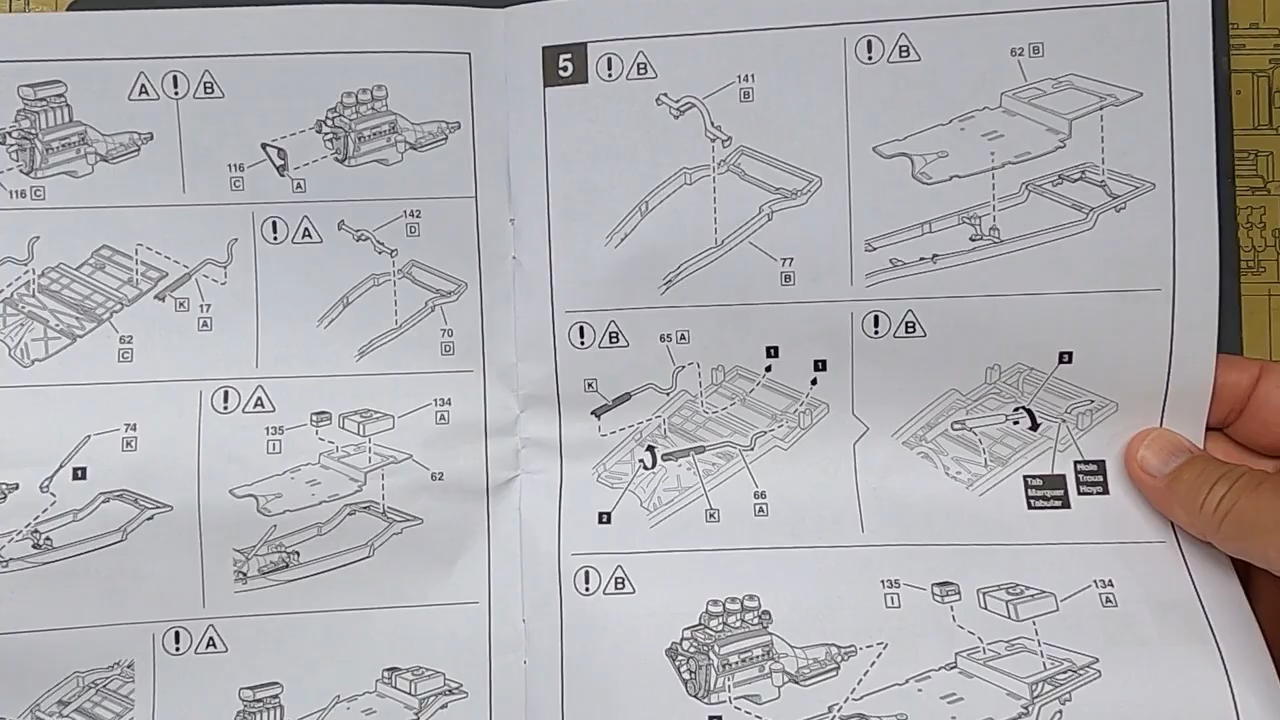 A ! B
116 C
116
C
A
! A
142
D
K
17
A
62
C
70
D
! A
74
K
1
134
A
135
I
62
! A
5
! B
141
B
77
B
! B
62 B
! B
65 A
1
1
K
66
A
K
2
! B
3
Tab
Marquer
Tabular
Hole
Trous
Hoyo
! B
135
I
134
A